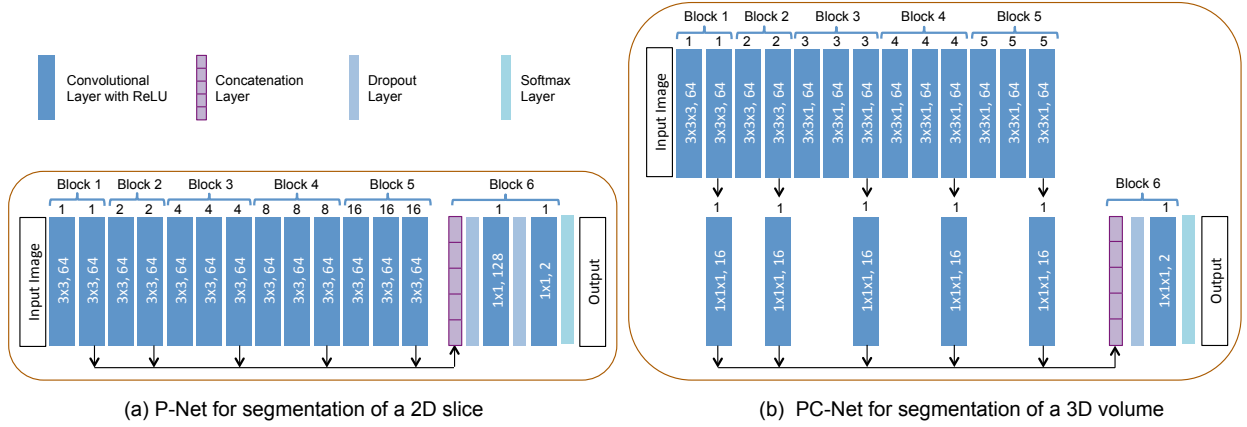 Convolutional
Layer with ReLU
Concatenation
Layer
Dropout
Layer
Softmax
Layer
Block 1 Block 2 Block 3 Block 4 Block 5 Block 6
1 1 2 2 4 4 4 8 8 8 16 16 16 1 1
Input Image
3x3, 64
3x3, 64
3x3, 64
3x3, 64
3x3, 64
3x3, 64
3x3, 64
3x3, 64
3x3, 64
3x3, 64
3x3, 64
3x3, 64
3x3, 64
1x1, 128
1x1, 2
Output
(a) P-Net for segmentation of a 2D slice
Block 1 Block 2 Block 3 Block 4 Block 5
1 1 2 2 3 3 3 4 4 4 5 5 5
Input Image
3x3x3, 64
3x3x3, 64
3x3x3, 64
3x3x3, 64
3x3x1, 64
3x3x1, 64
3x3x1, 64
3x3x1, 64
3x3x1, 64
3x3x1, 64
3x3x1, 64
3x3x1, 64
3x3x1, 64
Block 6
1 1 1 1 1 1
1x1x1, 16
1x1x1, 16
1x1x1, 16
1x1x1, 16
1x1x1, 16
1x1x1, 2
Output
(b) PC-Net for segmentation of a 3D volume